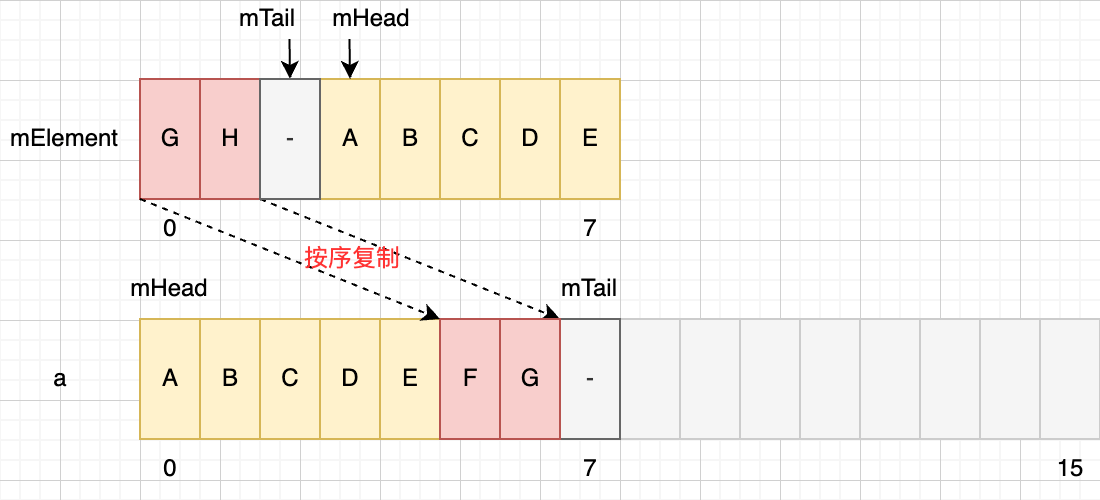 mTail mHead
mElement G H - A B C D E
0 7
按序复制
mHead mTail
a A B C D E F G -
0 7 15